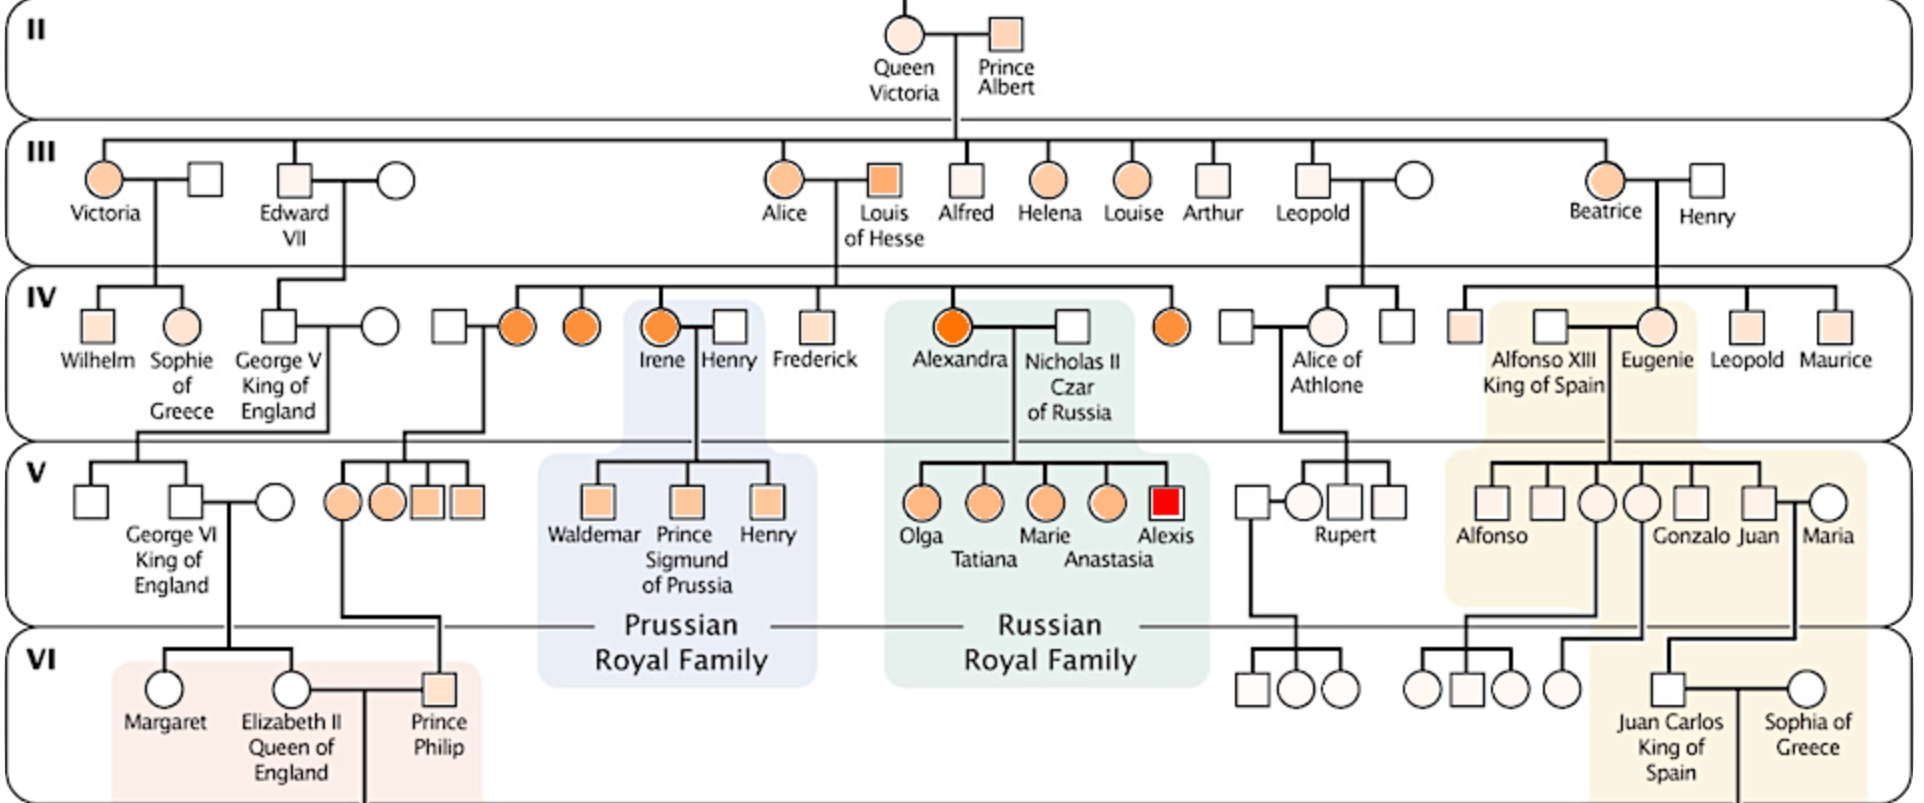 II
Queen
Victoria
Prince
Albert
III
Victoria
Edward
VII
Alice
Louis
of Hesse
Alfred
Helena
Louise
Arthur
Leopold
Beatrice
Henry
IV
Wilhelm
Sophie
of
Greece
George V
King of
England
Irene
Henry
Frederick
Alexandra
Nicholas II
Czar
of Russia
Alice of
Athlone
Alfonso XIII
King of Spain
Eugenie
Leopold
Maurice
V
George VI
King of
England
Waldemar
Prince
Sigmund
of Prussia
Henry
Olga
Tatiana
Marie
Anastasia
Alexis
Rupert
Alfonso
Gonzalo
Juan
Maria
Prussian
Royal Family
Russian
Royal Family
VI
Margaret
Elizabeth II
Queen of
England
Prince
Philip
Juan Carlos
King of
Spain
Sophia of
Greece